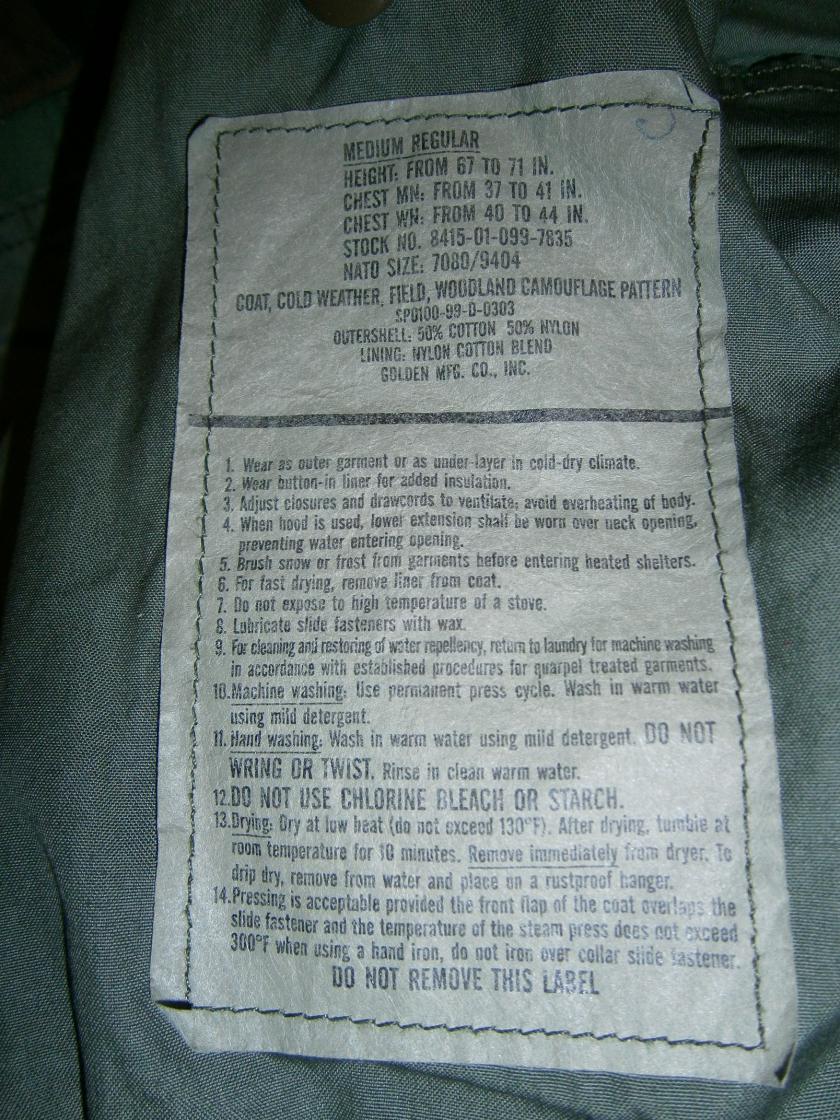 MEDIUM REGULAR
HEIGHT: FROM 67 TO 71 IN.
CHEST MN: FROM 37 TO 41 IN.
CHEST WN: FROM 40 TO 44 IN.
STOCK NO. 8415-01-099-7835
NATO SIZE: 7080/9404
COAT, COLD WEATHER, FIELD, WOODLAND CAMOUFLAGE PATTERN
SPO100-99-D-0303
OUTERSHELL: 50% COTTON 50% NYLON
LINING: NYLON COTTON BLEND
GOLDEN MFG. CO., INC.
1. Wear as outer garment or as under-layer in cold-dry climate.
2. Wear button-in liner for added insulation.
3. Adjust closures and drawcords to ventilate; avoid overheating of body.
4. When hood is used, lower extension shall be worn over neck opening,
preventing water entering opening.
5. Brush snow or frost from garments before entering heated shelters.
6. For fast drying, remove liner from coat.
7. Do not expose to high temperature of a stove.
8. Lubricate slide fasteners with wax.
9. For cleaning and restoring of water repellency, return to laundry for machine washing
in accordance with established procedures for quarpel treated garments.
10. Machine washing: Use permanent press cycle. Wash in warm water
using mild detergent.
11. Hand washing: Wash in warm water using mild detergent. DO NOT
WRING OR TWIST. Rinse in clean warm water.
12. DO NOT USE CHLORINE BLEACH OR STARCH.
13. Drying: Dry at low heat (do not exceed 130°F). After drying, tumble at
room temperature for 10 minutes. Remove immediately from dryer. To
drip dry, remove from water and place on a rustproof hanger.
14. Pressing is acceptable provided the front flap of the coat overlaps the
slide fastener and the temperature of the steam press does not exceed
300°F when using a hand iron, do not iron over collar slide fastener.
DO NOT REMOVE THIS LABEL